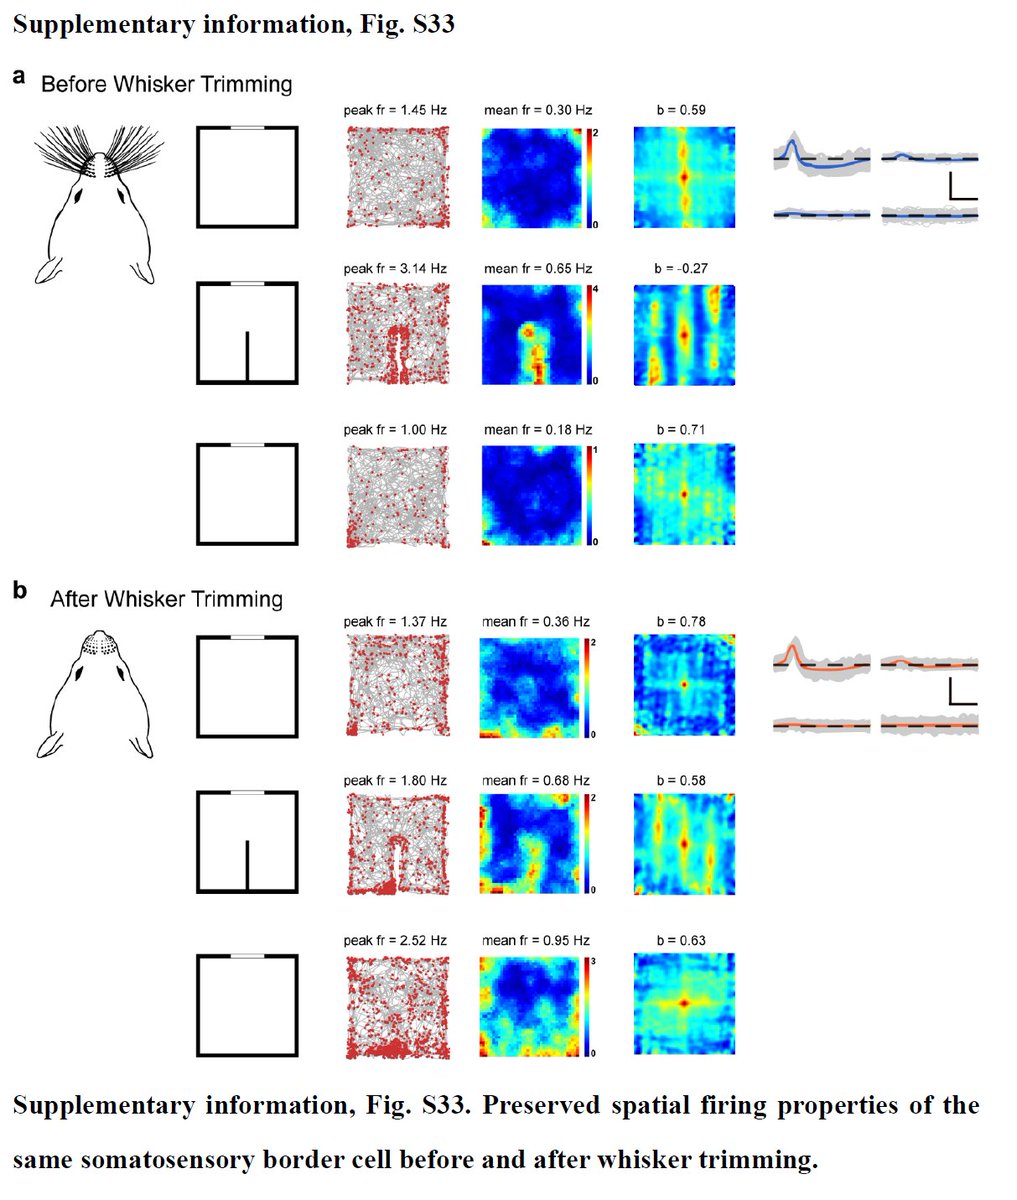 Supplementary information, Fig. S33
a Before Whisker Trimming
peak fr = 1.45 Hz mean fr = 0.30 Hz b = 0.59
2
0
peak fr = 3.14 Hz mean fr = 0.65 Hz b = -0.27
4
0
peak fr = 1.00 Hz mean fr = 0.18 Hz b = 0.71
1
0
b After Whisker Trimming
peak fr = 1.37 Hz mean fr = 0.36 Hz b = 0.78
2
0
peak fr = 1.80 Hz mean fr = 0.68 Hz b = 0.58
2
0
peak fr = 2.52 Hz mean fr = 0.95 Hz b = 0.63
3
0
Supplementary information, Fig. S33. Preserved spatial firing properties of the
same somatosensory border cell before and after whisker trimming.